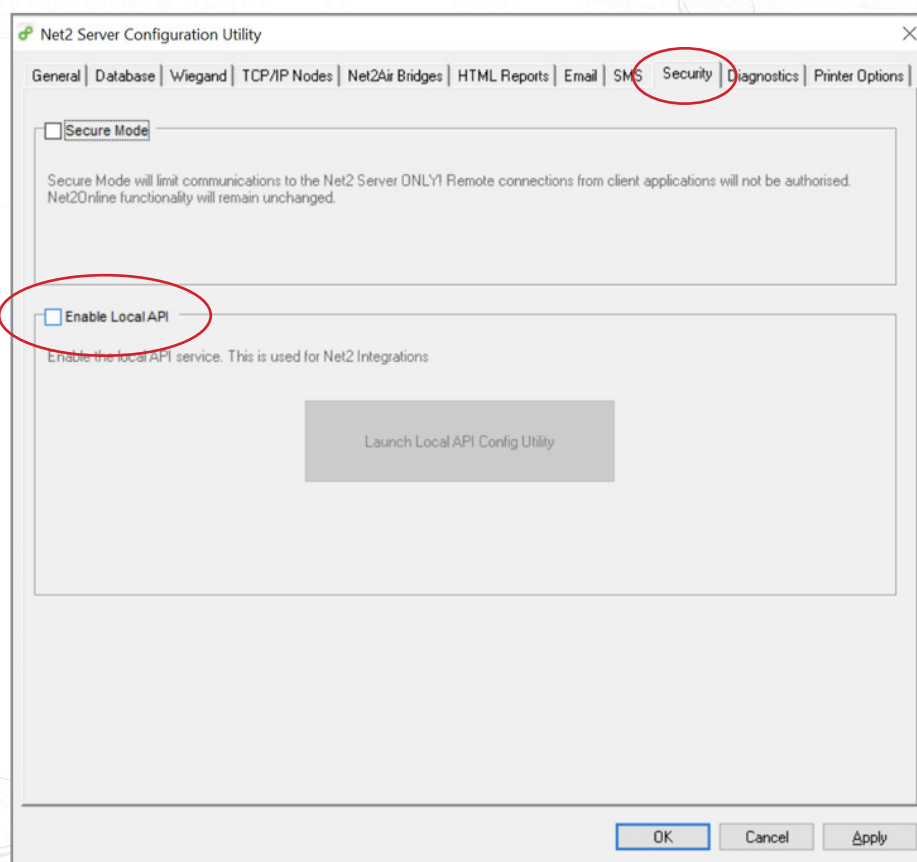 Net2 Server Configuration Utility
General Database Wiegand TCP/IP Nodes Net2Air Bridges HTML Reports Email SMS Security Diagnostics Printer Options
Secure Mode
Secure Mode will limit communications to the Net2 Server ONLY! Remote connections from client applications will not be authorised.
Net2Online functionality will remain unchanged.
Enable Local API
Enable the local API service. This is used for Net2 Integrations
Launch Local API Config Utility
OK Cancel Apply